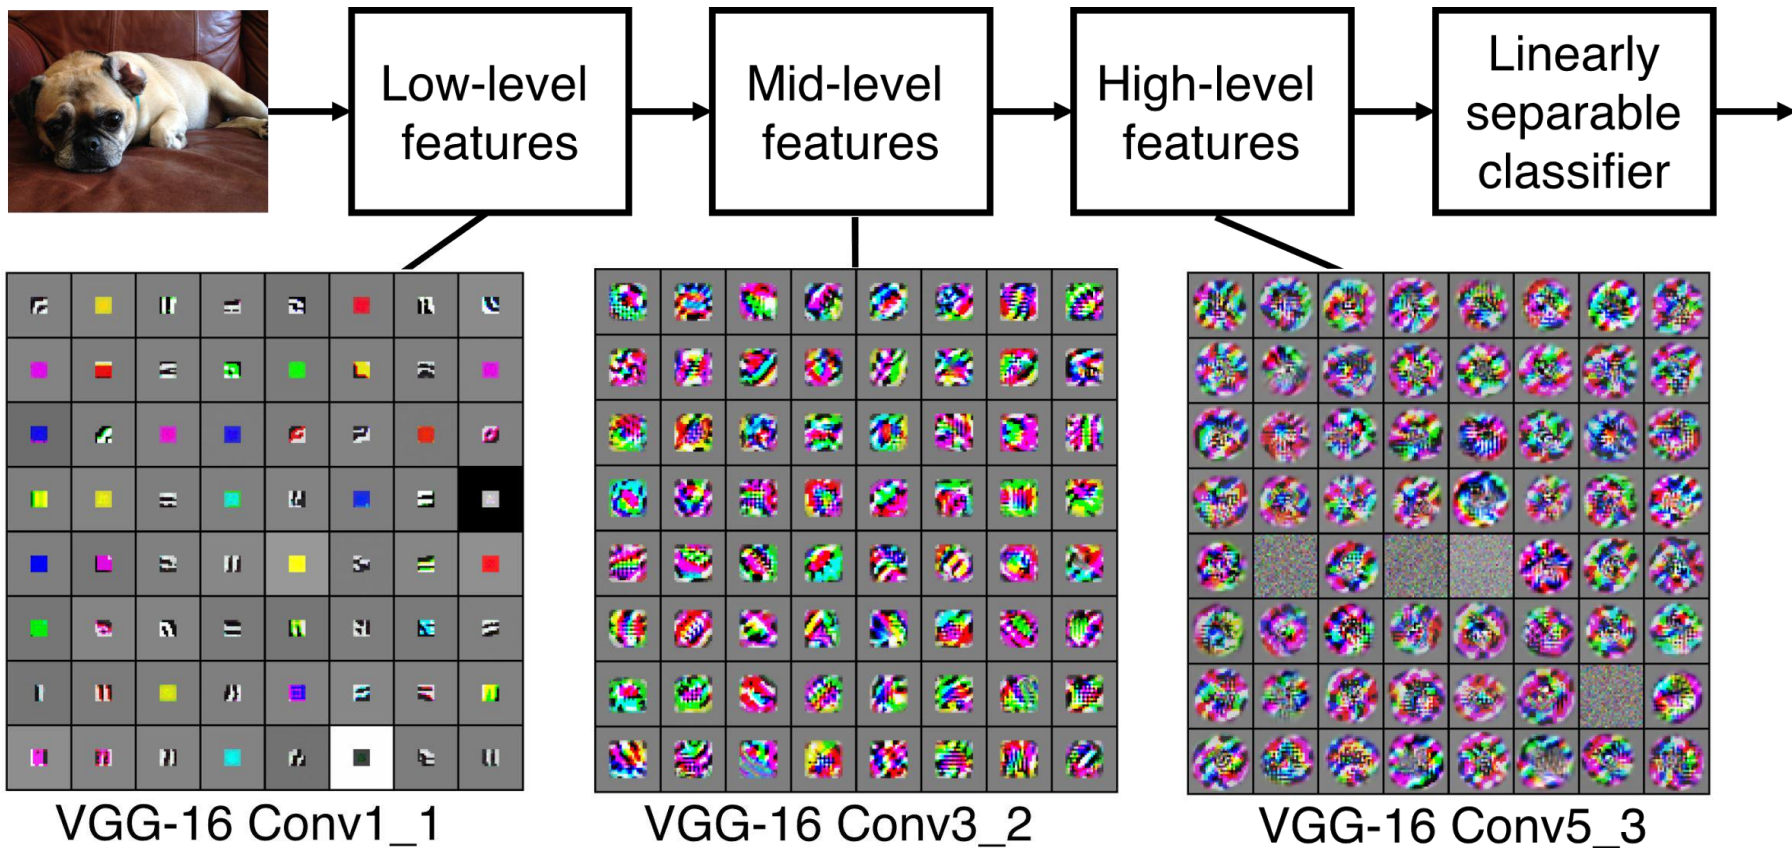 Low-level
features
Mid-level
features
High-level
features
Linearly
separable
classifier
VGG-16 Conv1_1
VGG-16 Conv3_2
VGG-16 Conv5_3